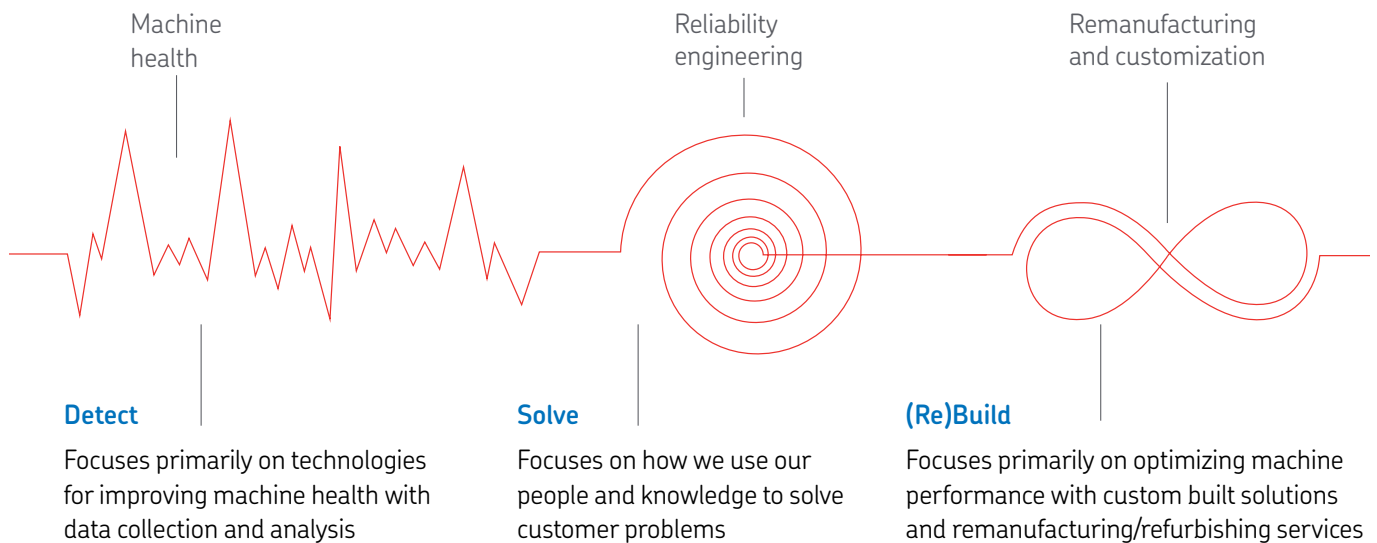 Machine
health
Reliability
engineering
Remanufacturing
and customization
Detect
Focuses primarily on technologies
for improving machine health with
data collection and analysis
Solve
Focuses on how we use our
people and knowledge to solve
customer problems
(Re)Build
Focuses primarily on optimizing machine
performance with custom built solutions
and remanufacturing/refurbishing services